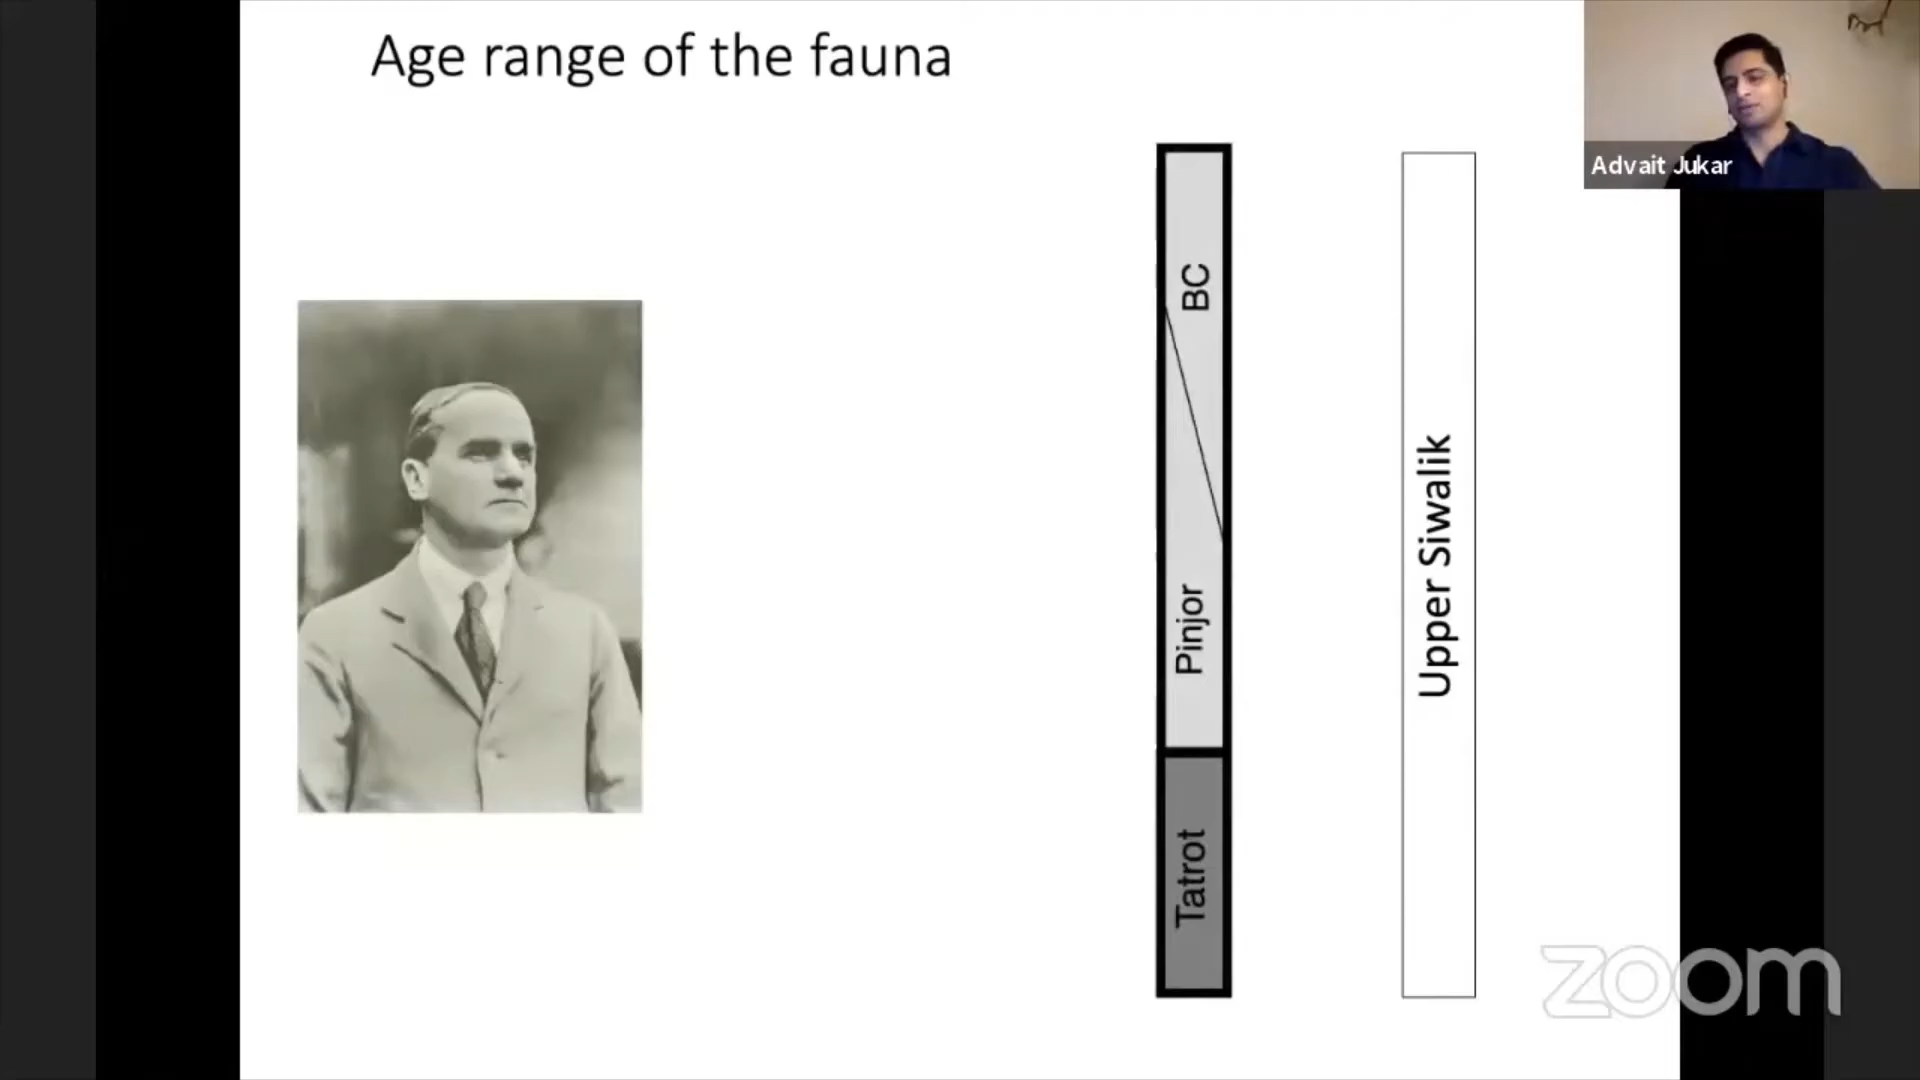 Age range of the fauna
Advait Jukar
BC
Pinjor
Tatrot
Upper Siwalik
zoom